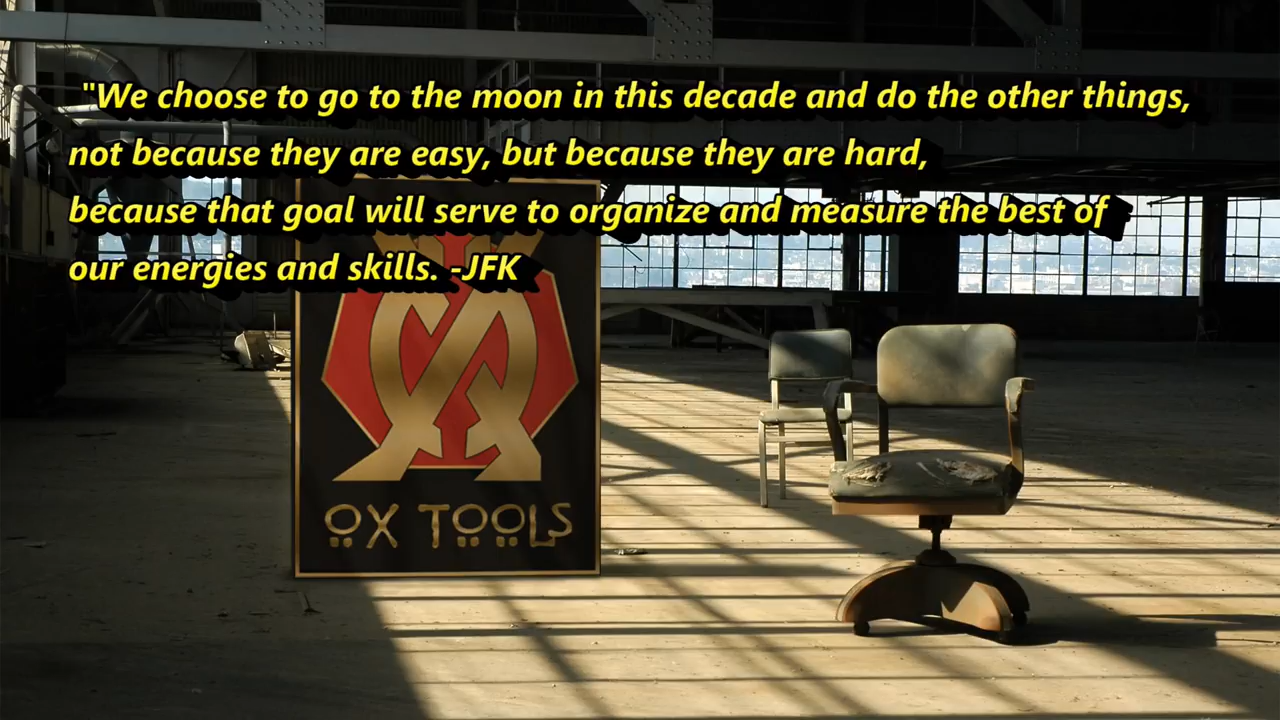 "We choose to go to the moon in this decade and do the other things,
not because they are easy, but because they are hard,
because that goal will serve to organize and measure the best of
our energies and skills. -JFK
OX TOOLS